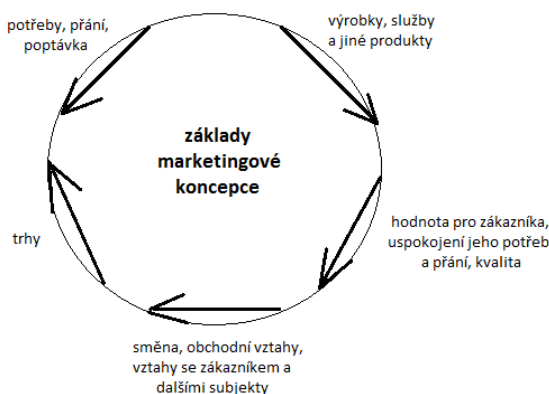 potřeby, přání,
poptávka
výrobky, služby
a jiné produkty
základy
marketingové
koncepce
hodnota pro zákazníka,
uspokojení jeho potřeb
a přání, kvalita
trhy
směna, obchodní vztahy,
vztahy se zákazníkem a
dalšími subjekty